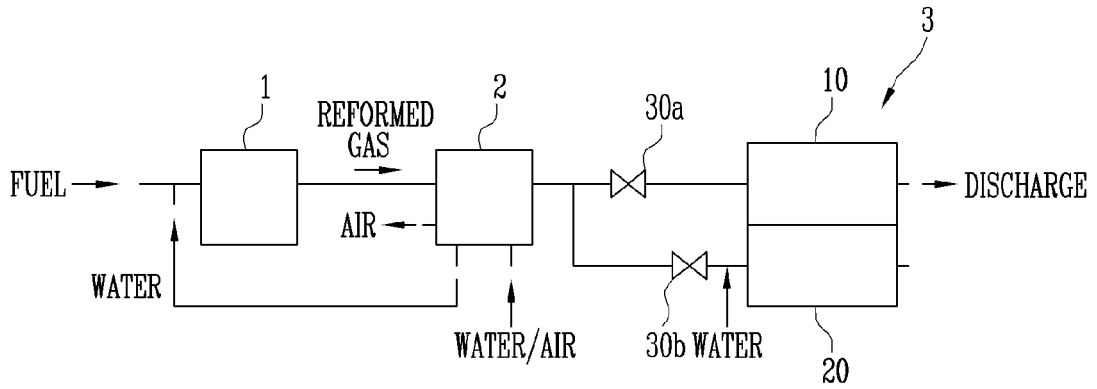 3
1
2
10
30a
REFORMED
GAS
FUEL
DISCHARGE
AIR
WATER
WATER/AIR
30b
WATER
20